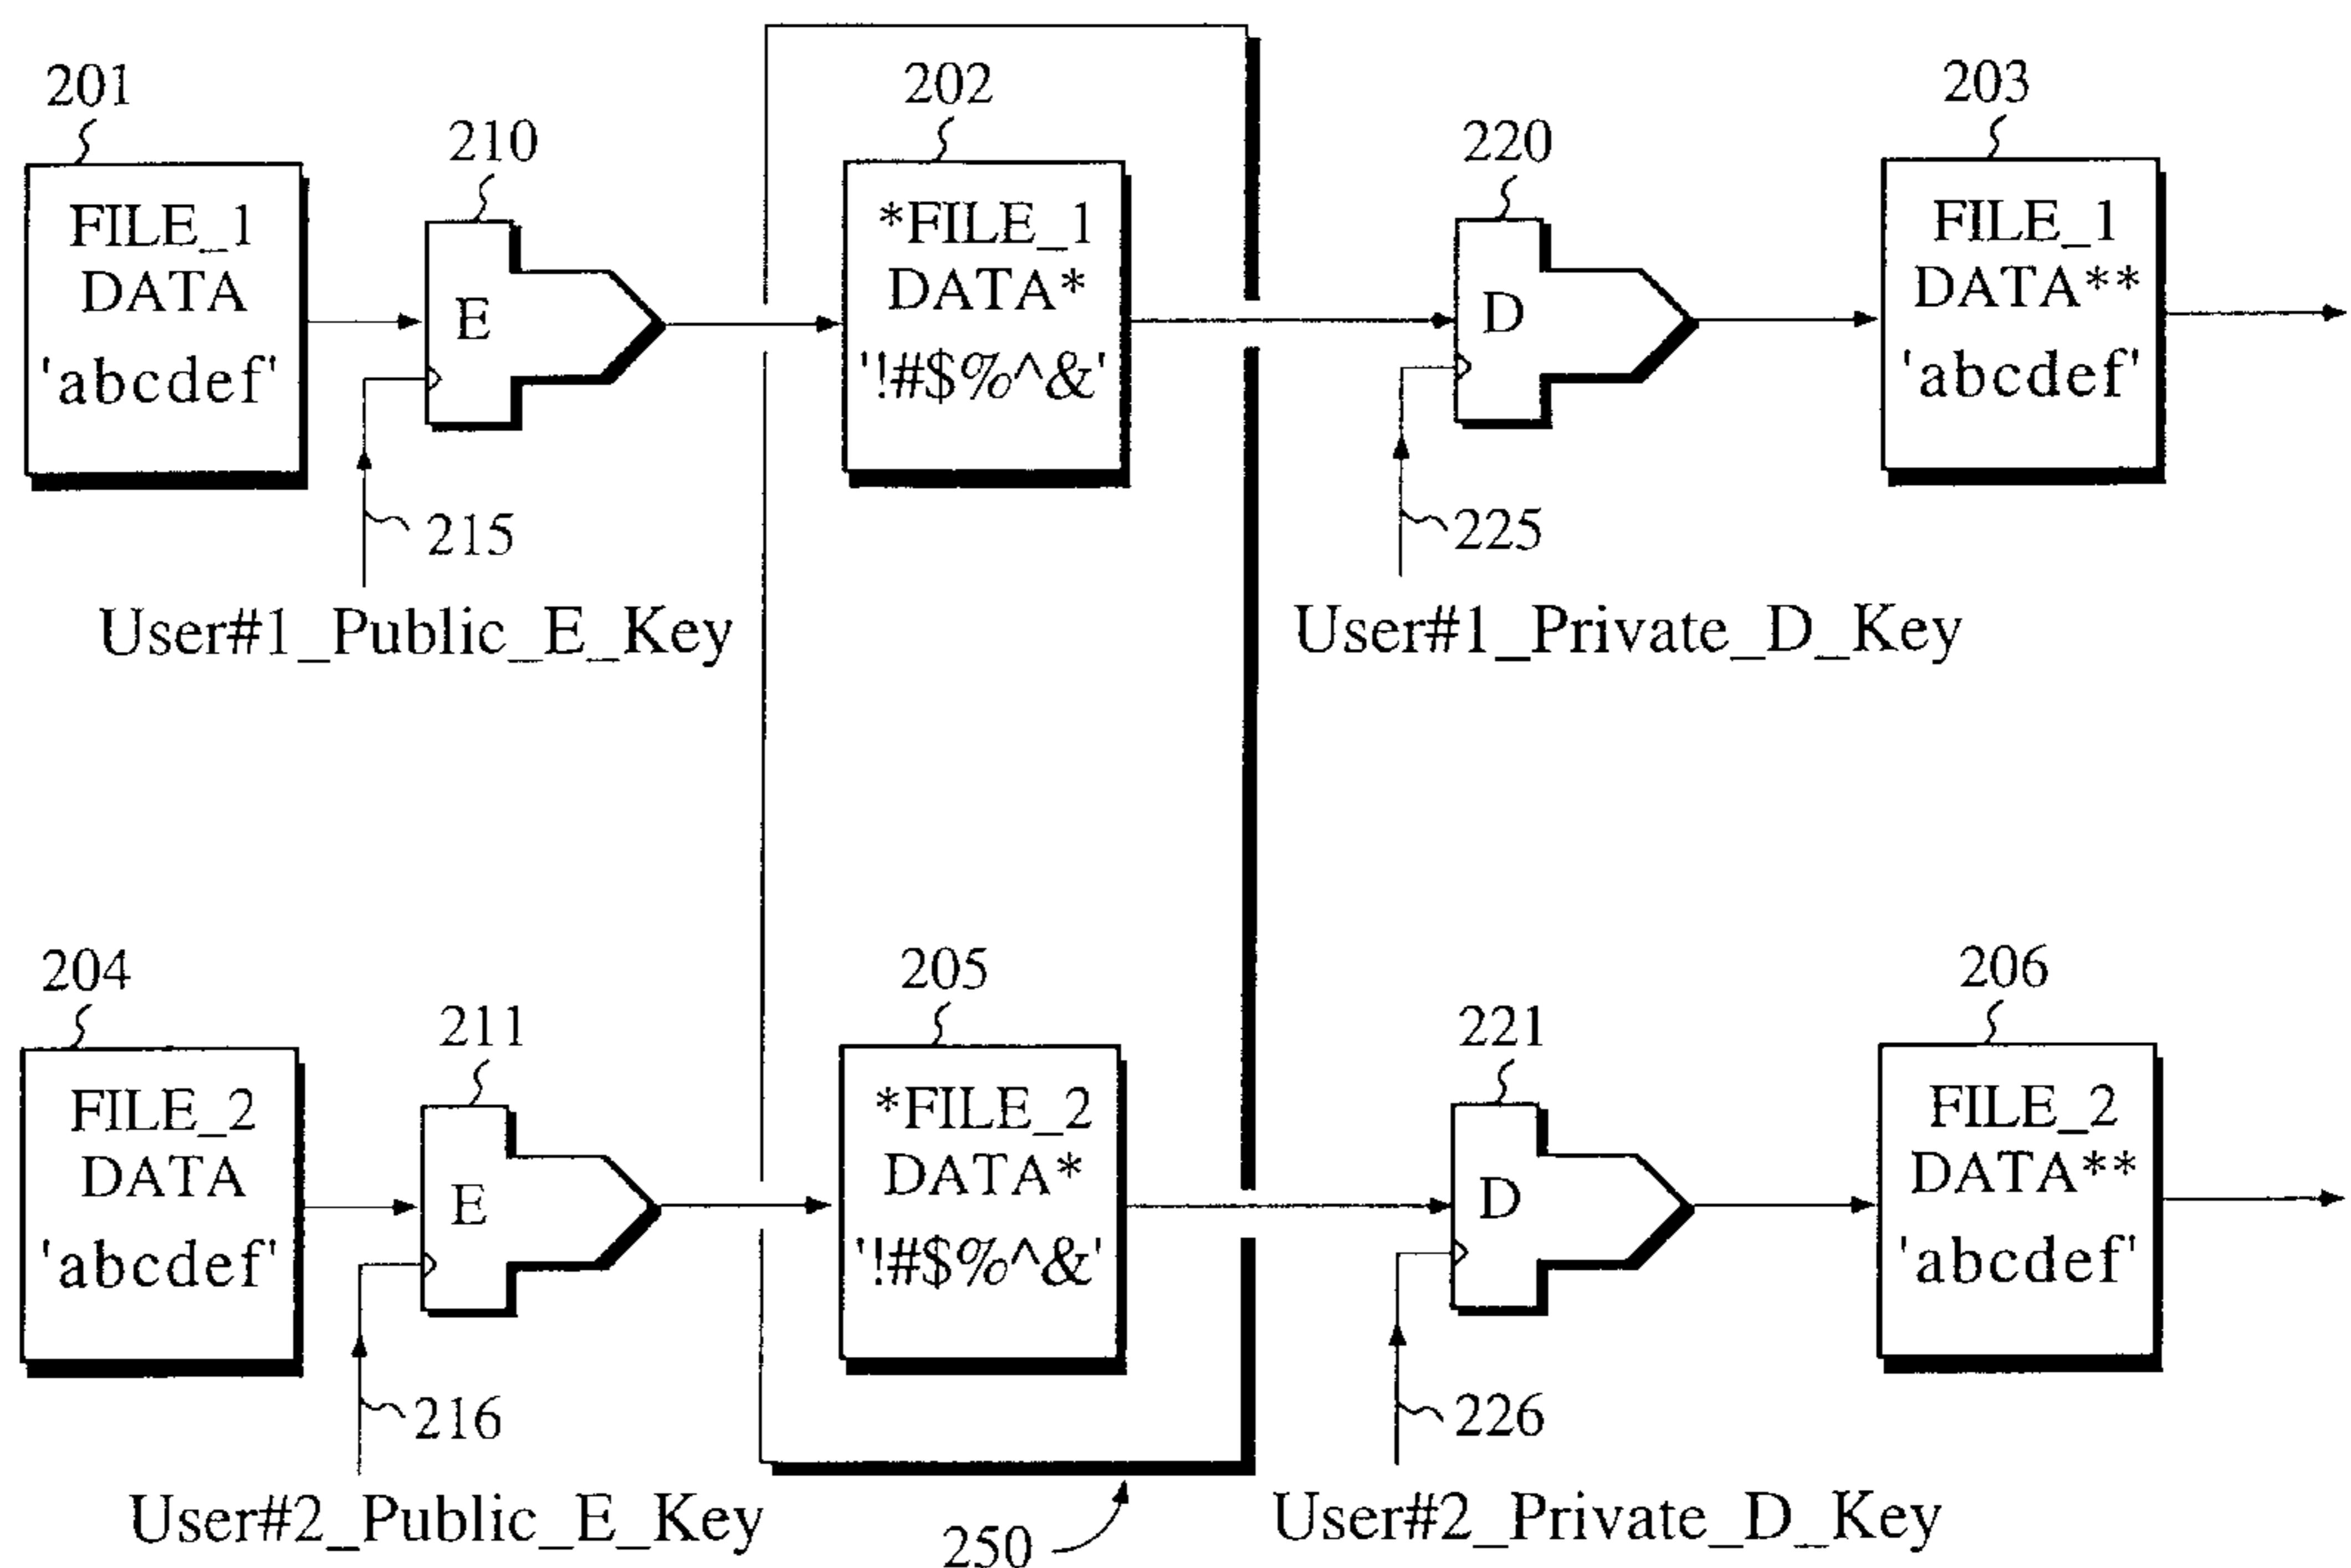 201
210
202
220
203
FILE_1
DATA
'abcdef'
E
*FILE_1
DATA*
'!#$%^&'
D
FILE_1
DATA**
'abcdef'
215
User#1_Public_E_Key
225
User#1_Private_D_Key
204
211
205
221
206
FILE_2
DATA
'abcdef'
E
*FILE_2
DATA*
'!#$%^&'
D
FILE_2
DATA**
'abcdef'
216
User#2_Public_E_Key
226
User#2_Private_D_Key
250